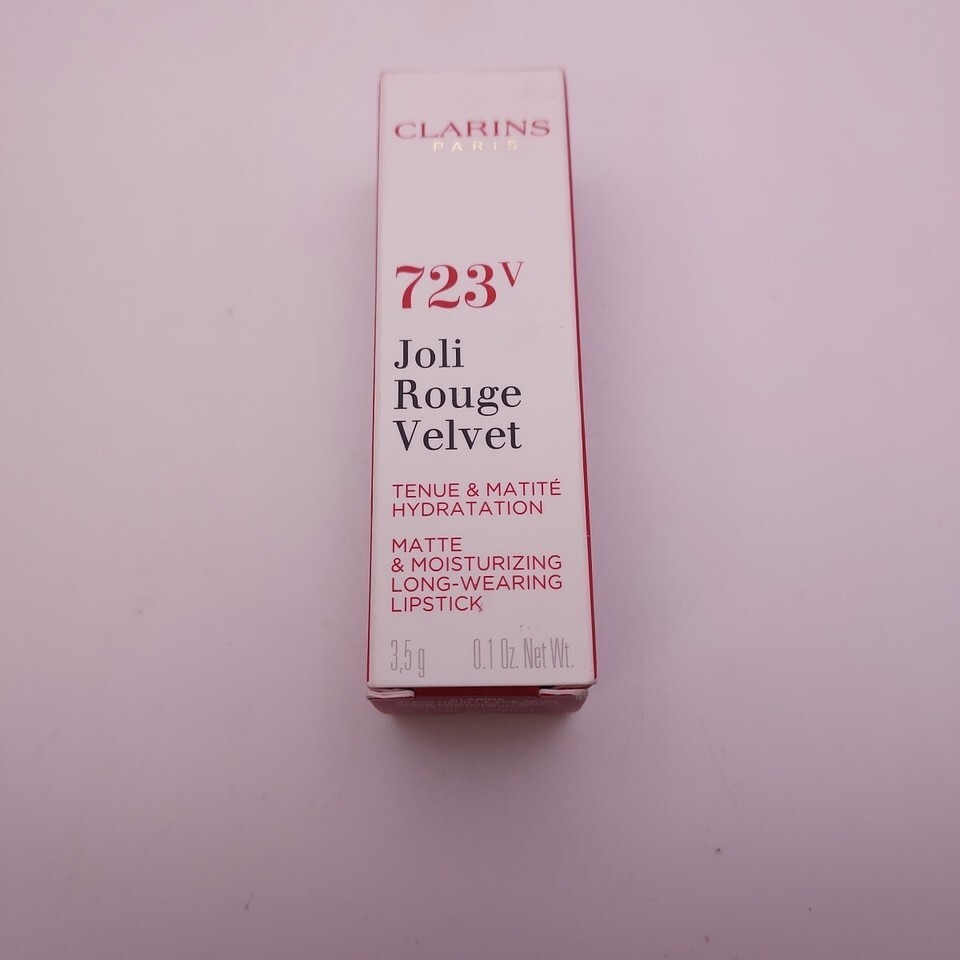 CLARINS
PARIS
723V
Joli
Rouge
Velvet
TENUE & MATITÉ
HYDRATATION
MATTE
& MOISTURIZING
LONG-WEARING
LIPSTICK
3,5 g 0.1 Oz. Net Wt.